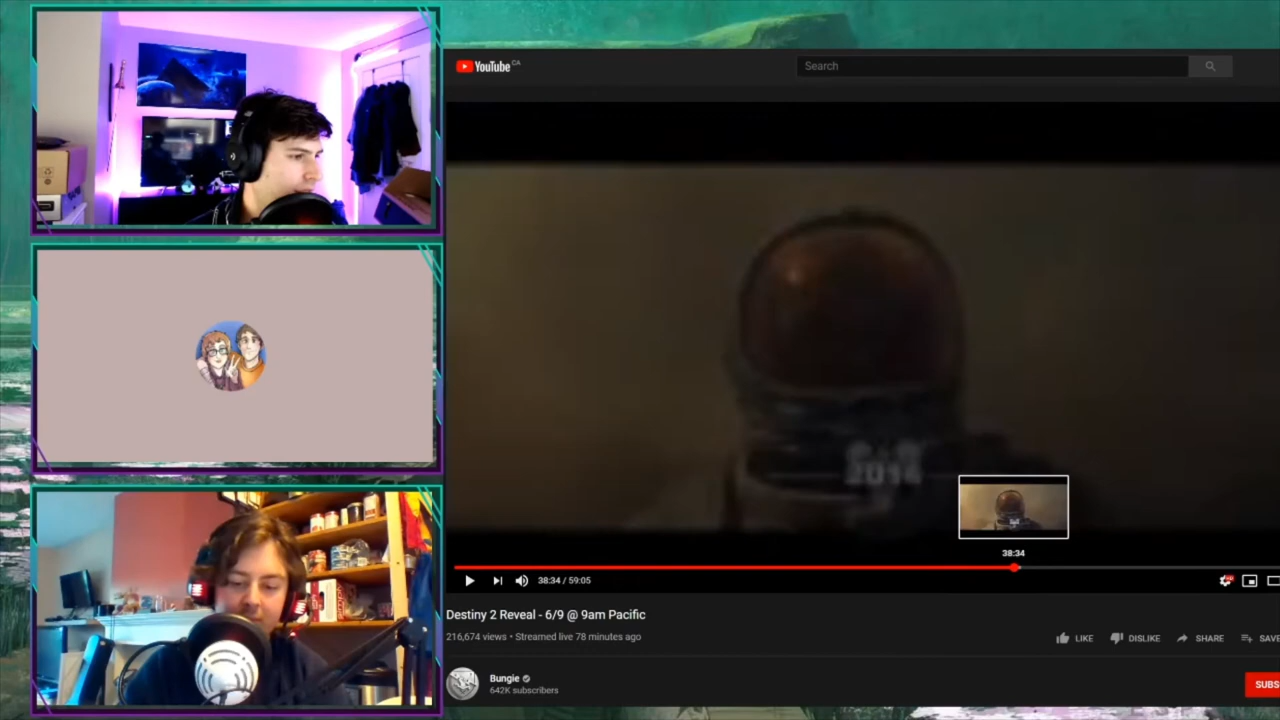 YouTube CA
Search
2014
38:34
38:34 / 59:05
Destiny 2 Reveal - 6/9 @ 9am Pacific
216,674 views • Streamed live 78 minutes ago
LIKE
DISLIKE
SHARE
SAVE
Bungie
642K subscribers
SUBS